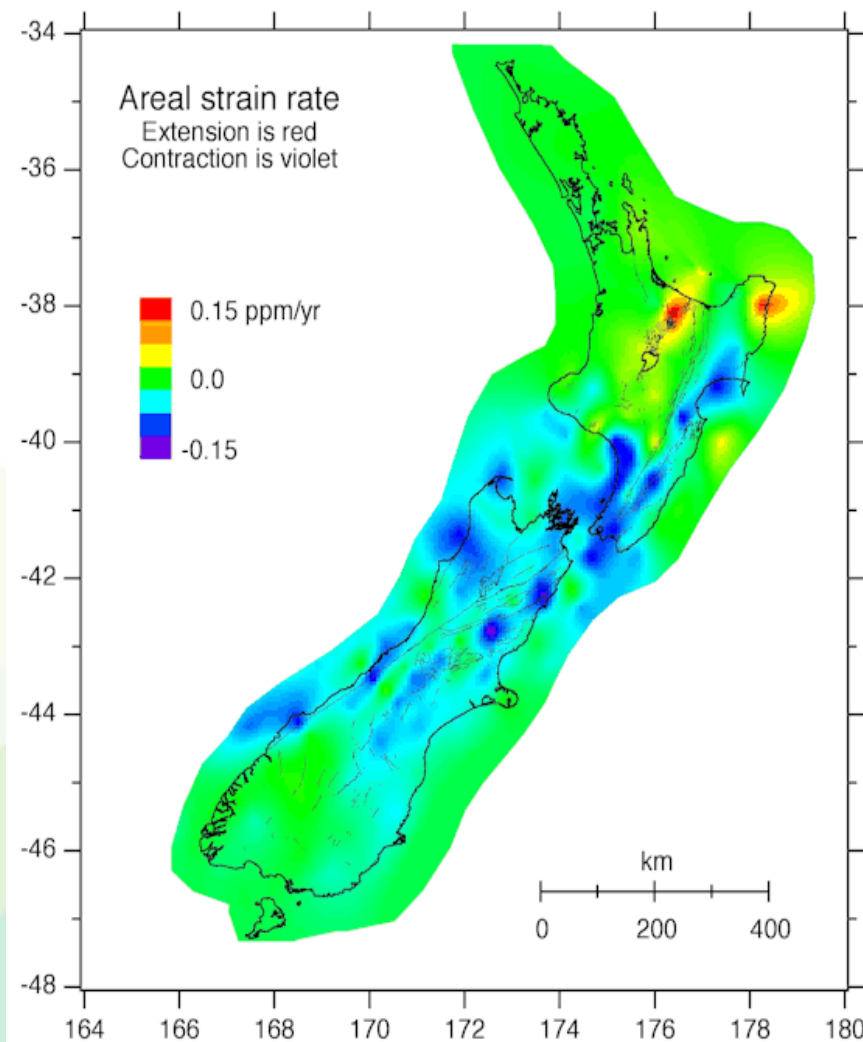 Areal strain rate
Extension is red
Contraction is violet
0.15 ppm/yr
0.0
-0.15
-34
-36
-38
-40
-42
-44
-46
-48
km
0 200 400
164 166 168 170 172 174 176 178 180